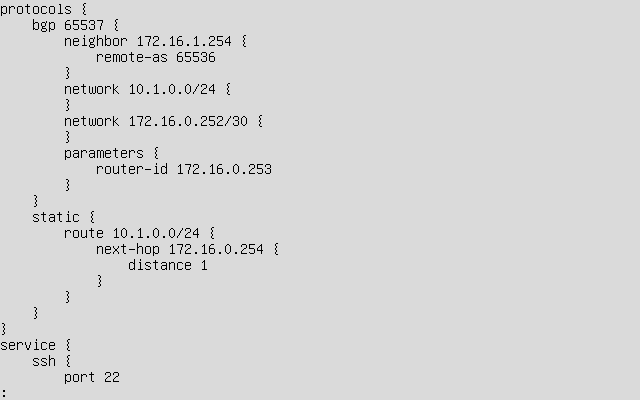 protocols {
    bgp 65537 {
        neighbor 172.16.1.254 {
            remote-as 65536
        }
        network 10.1.0.0/24 {
        }
        network 172.16.0.252/30 {
        }
        parameters {
            router-id 172.16.0.253
        }
    }
    static {
        route 10.1.0.0/24 {
            next-hop 172.16.0.254 {
                distance 1
            }
        }
    }
}
service {
    ssh {
        port 22
: